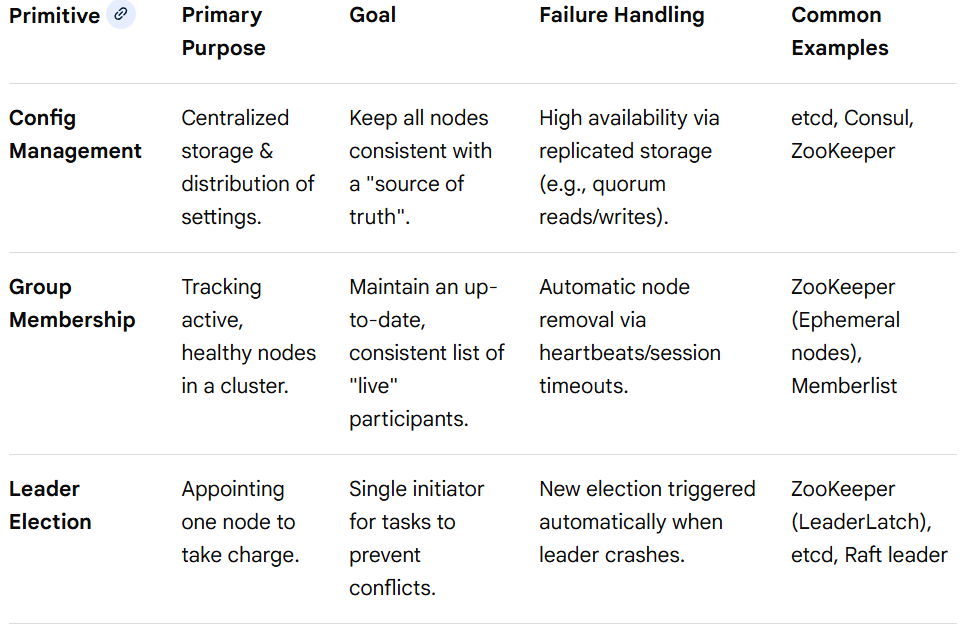 Primitive
Primary
Purpose
Goal
Failure Handling
Common
Examples
Config
Management
Centralized
storage &
distribution of
settings.
Keep all nodes
consistent with
a "source of
truth".
High availability via
replicated storage
(e.g., quorum
reads/writes).
etcd, Consul,
ZooKeeper
Group
Membership
Tracking
active,
healthy nodes
in a cluster.
Maintain an up-
to-date,
consistent list of
"live"
participants.
Automatic node
removal via
heartbeats/session
timeouts.
ZooKeeper
(Ephemeral
nodes),
Memberlist
Leader
Election
Appointing
one node to
take charge.
Single initiator
for tasks to
prevent
conflicts.
New election triggered
automatically when
leader crashes.
ZooKeeper
(LeaderLatch),
etcd, Raft leader